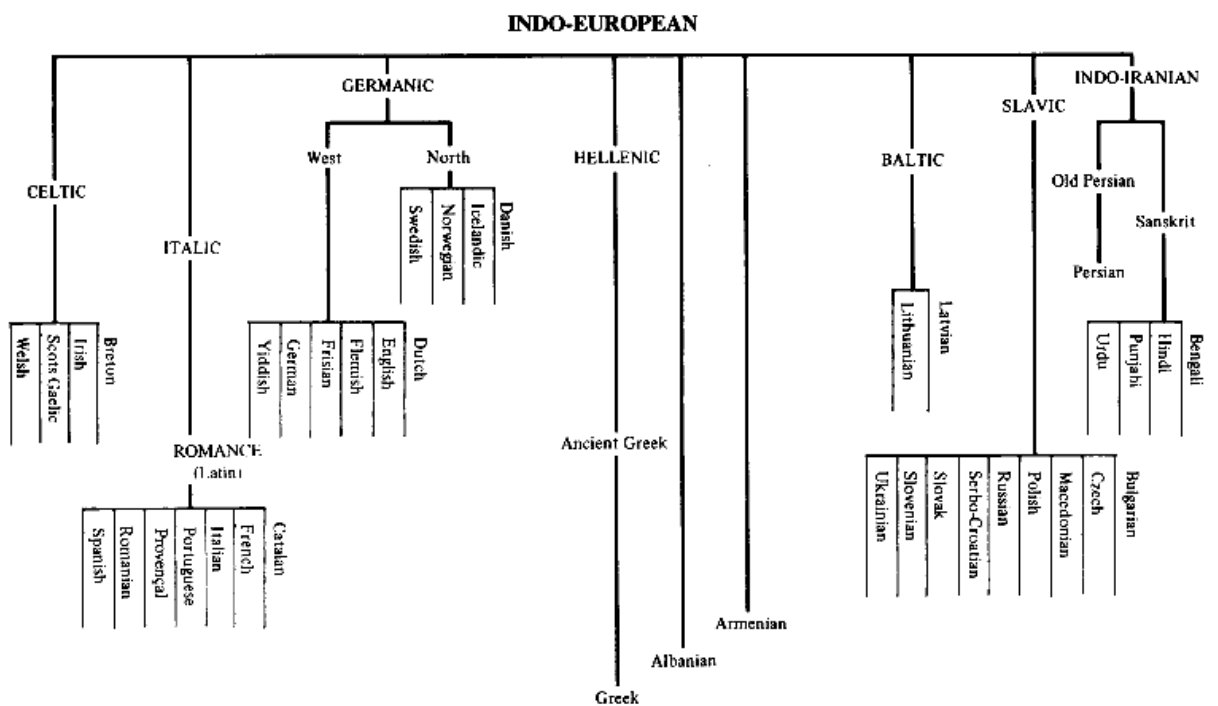 INDO-EUROPEAN
GERMANIC
INDO-IRANIAN
SLAVIC
West
North
HELLENIC
BALTIC
CELTIC
Old Persian
ITALIC
Sanskrit
Persian
Swedish
Norwegian
Icelandic
Danish
Welsh
Scots Gaelic
Irish
Breton
Yiddish
German
Frisian
Flemish
English
Dutch
Lithuanian
Latvian
Urdu
Punjabi
Hindi
Bengali
ROMANCE
(Latin)
Ancient Greek
Spanish
Romanian
Provençal
Portuguese
Italian
French
Catalan
Ukrainian
Slovenian
Slovak
Serbo-Croatian
Russian
Polish
Macedonian
Czech
Bulgarian
Armenian
Albanian
Greek